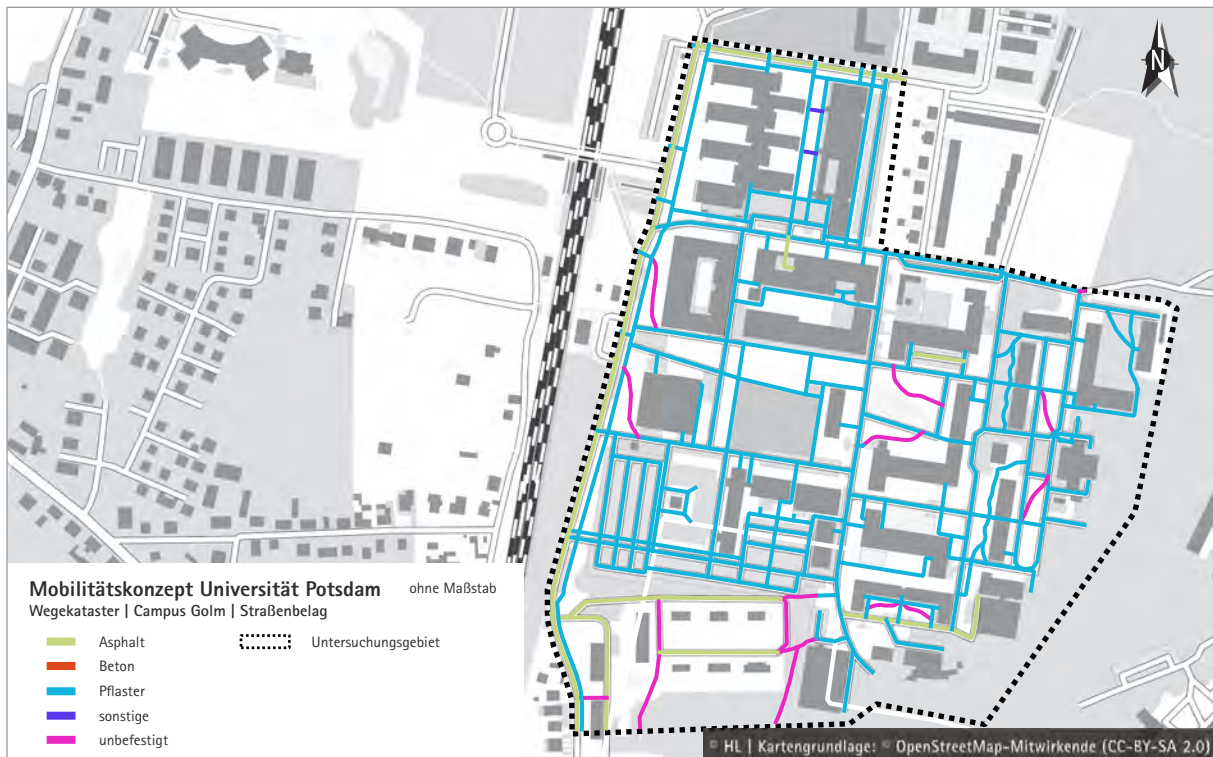 N
Mobilitätskonzept Universität Potsdam ohne Maßstab
Wegekataster | Campus Golm | Straßenbelag
Asphalt Untersuchungsgebiet
Beton
Pflaster
sonstige
unbefestigt
© HL | Kartengrundlage: © OpenStreetMap-Mitwirkende (CC-BY-SA 2.0)